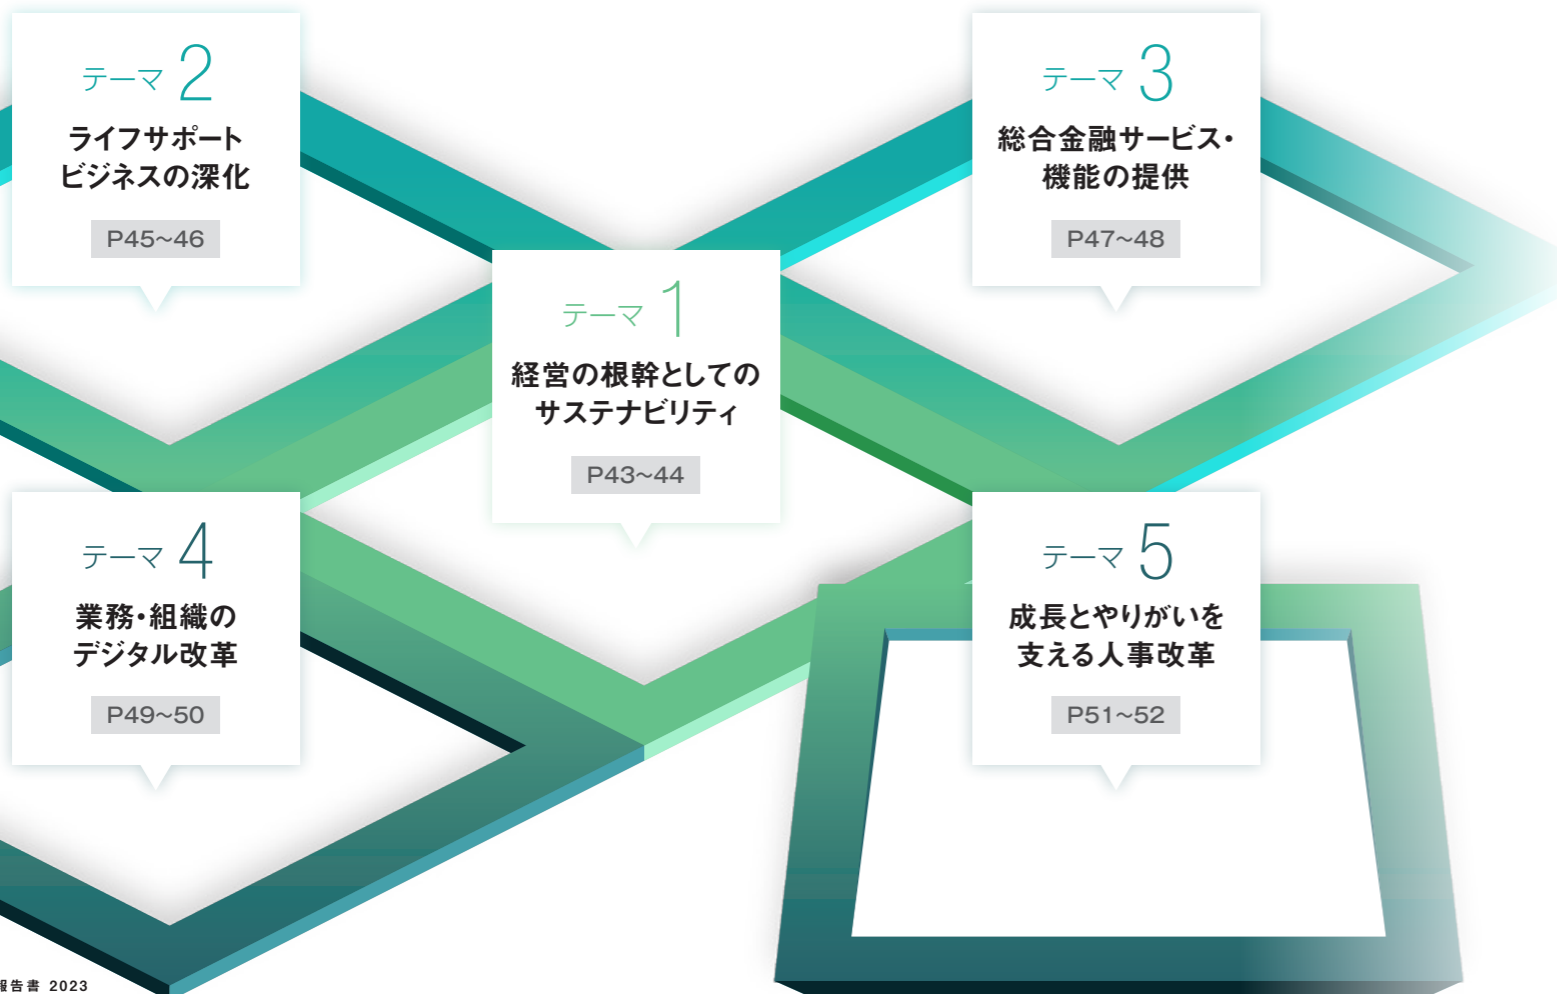 テーマ 2
ライフサポート
ビジネスの深化
P45~46
テーマ 3
総合金融サービス・
機能の提供
P47~48
テーマ 1
経営の根幹としての
サステナビリティ
P43~44
テーマ 4
業務・組織の
デジタル改革
P49~50
テーマ 5
成長とやりがいを
支える人事改革
P51~52
報告書 2023